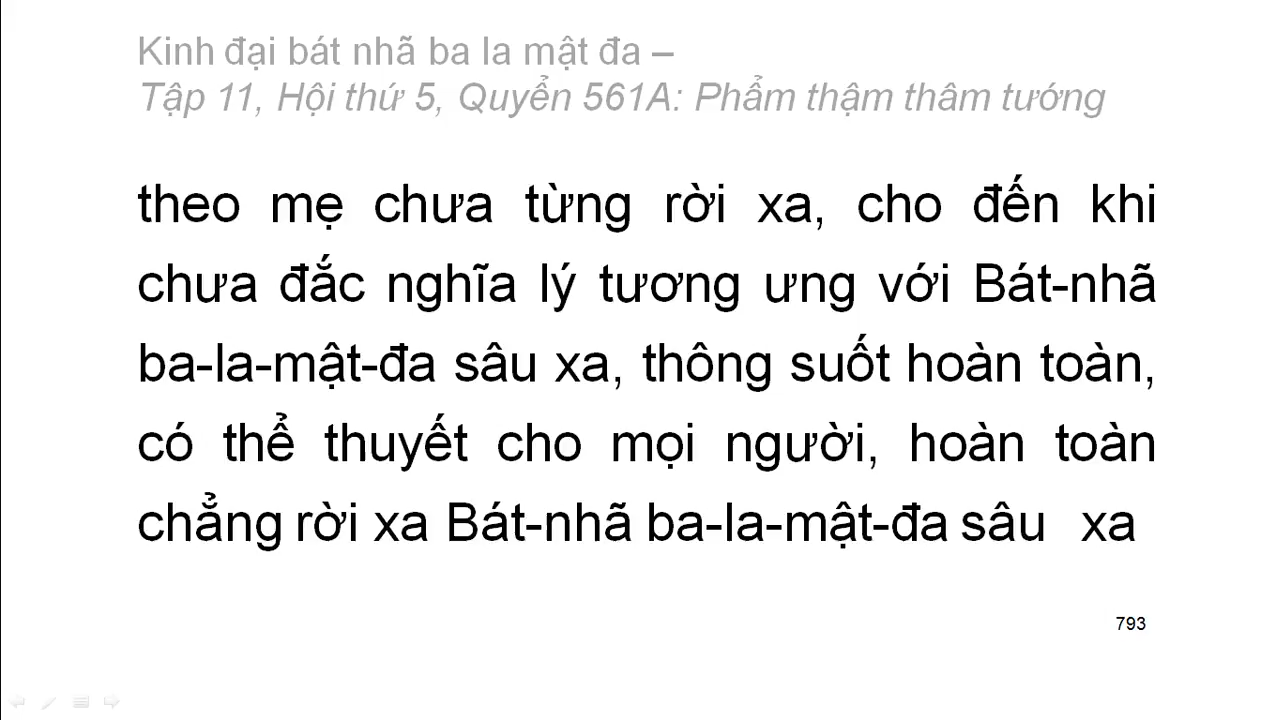 Kinh đại bát nhã ba la mật đa –
Tập 11, Hội thứ 5, Quyển 561A: Phẩm thậm thâm tướng
theo mẹ chưa từng rời xa, cho đến khi
chưa đắc nghĩa lý tương ưng với Bát-nhã
ba-la-mật-đa sâu xa, thông suốt hoàn toàn,
có thể thuyết cho mọi người, hoàn toàn
chẳng rời xa Bát-nhã ba-la-mật-đa sâu xa
793